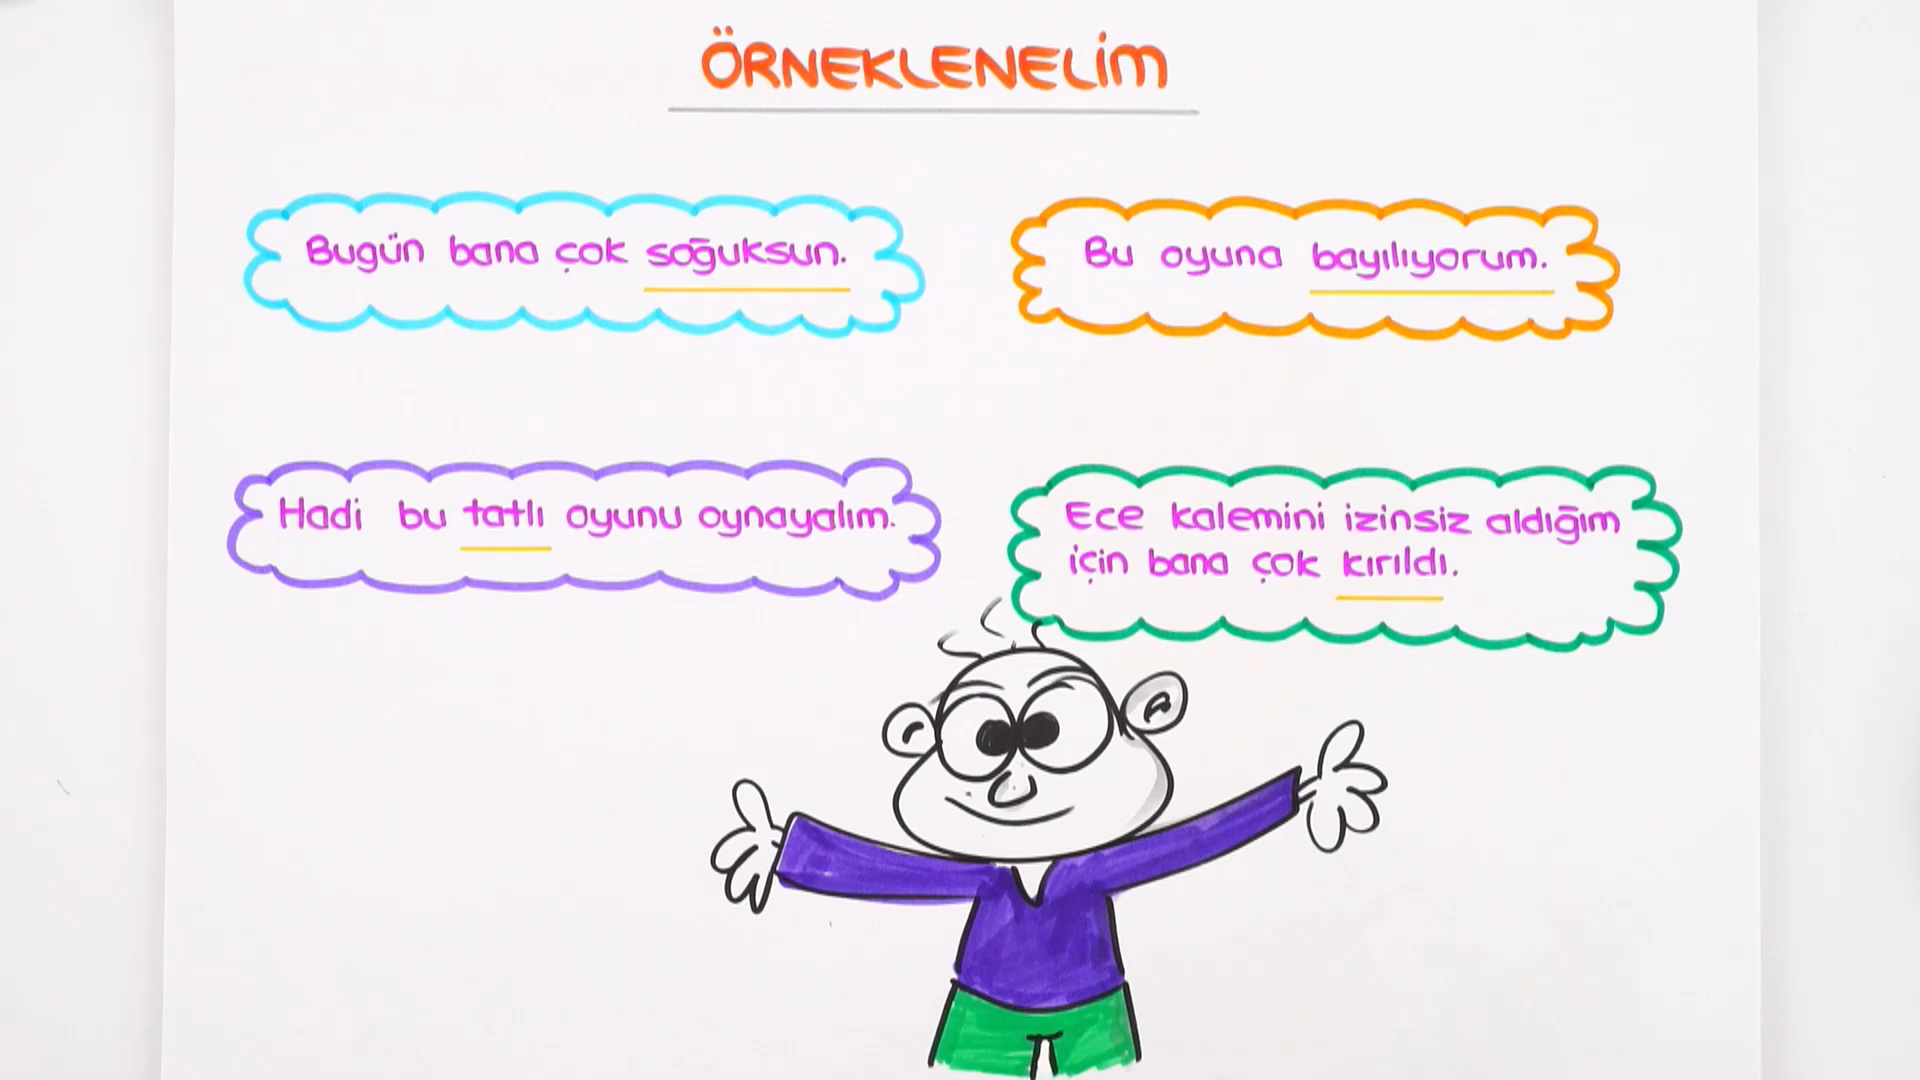 ÖRNEKLENELİM
Bugün bana çok soğuksun.
Bu oyuna bayılıyorum.
Hadi bu tatlı oyunu oynayalım.
Ece kalemini izinsiz aldığım
için bana çok kırıldı.